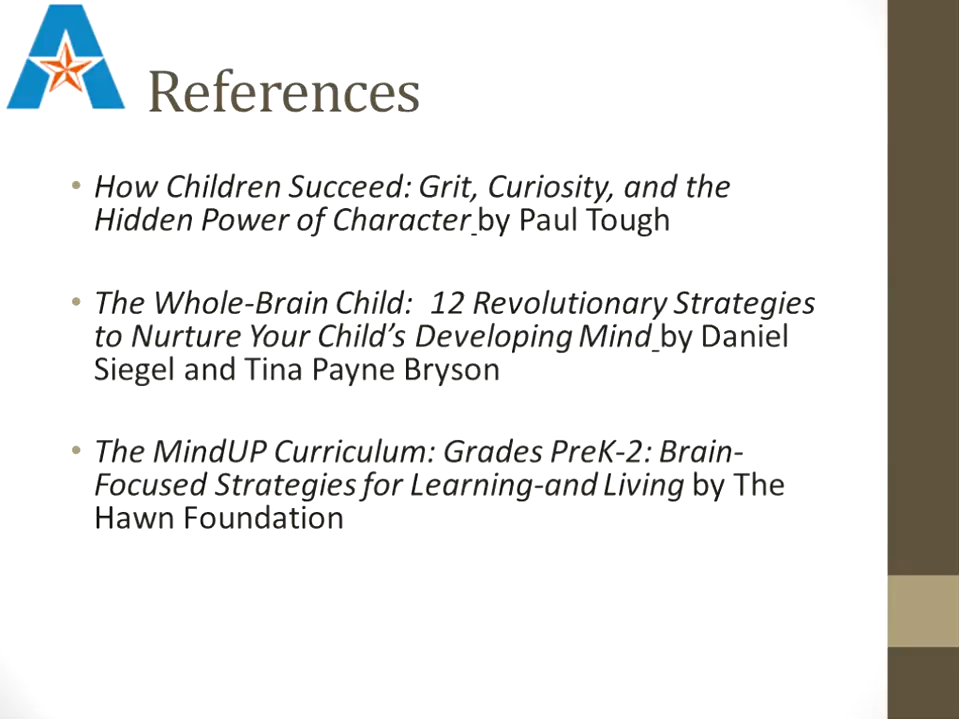 References
• How Children Succeed: Grit, Curiosity, and the
Hidden Power of Character by Paul Tough
• The Whole-Brain Child:  12 Revolutionary Strategies
to Nurture Your Child’s Developing Mind by Daniel
Siegel and Tina Payne Bryson
• The MindUP Curriculum: Grades PreK-2: Brain-
Focused Strategies for Learning-and Living by The
Hawn Foundation